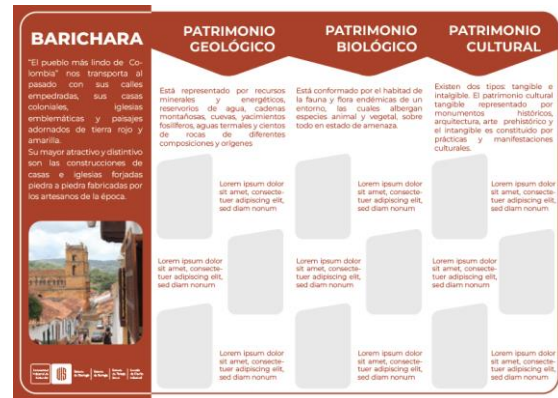 BARICHARA
"El pueblo más lindo de Co-
lombia" nos transporta al
pasado con sus calles
empedradas, sus casas
coloniales, iglesias
emblemáticas y paisajes
adornados de tierra rojo y
amarilla.
Su mayor atractivo y distintivo
son las construcciones de
casas e iglesias forjadas
piedra a piedra fabricadas por
los artesanos de la época.
PATRIMONIO
GEOLÓGICO
Está representado por recursos
minerales y energéticos,
reservorios de agua, cadenas
montañosas, cuevas, yacimientos
fosilíferos, aguas termales y cientos
de rocas de diferentes
composiciones y orígenes
Lorem ipsum dolor
sit amet, consecte-
tuer adipiscing elit,
sed diam nonum
Lorem ipsum dolor
sit amet, consecte-
tuer adipiscing elit,
sed diam nonum
Lorem ipsum dolor
sit amet, consecte-
tuer adipiscing elit,
sed diam nonum
PATRIMONIO
BIOLÓGICO
Está conformado por el habitad de
la fauna y flora endémicas de un
entorno, las cuales albergan
especies animal y vegetal, sobre
todo en estado de amenaza.
Lorem ipsum dolor
sit amet, consecte-
tuer adipiscing elit,
sed diam nonum
Lorem ipsum dolor
sit amet, consecte-
tuer adipiscing elit,
sed diam nonum
Lorem ipsum dolor
sit amet, consecte-
tuer adipiscing elit,
sed diam nonum
PATRIMONIO
CULTURAL
Existen dos tipos: tangible e
intalgible. El patrimonio cultural
tangible representado por
monumentos históricos,
arquitectura, arte prehistórico y
el intangible es constituido por
prácticas y manifestaciones
culturales.
Lorem ipsum dolor
sit amet, consecte-
tuer adipiscing elit,
sed diam nonum
Lorem ipsum dolor
sit amet, consecte-
tuer adipiscing elit,
sed diam nonum
Lorem ipsum dolor
sit amet, consecte-
tuer adipiscing elit,
sed diam nonum